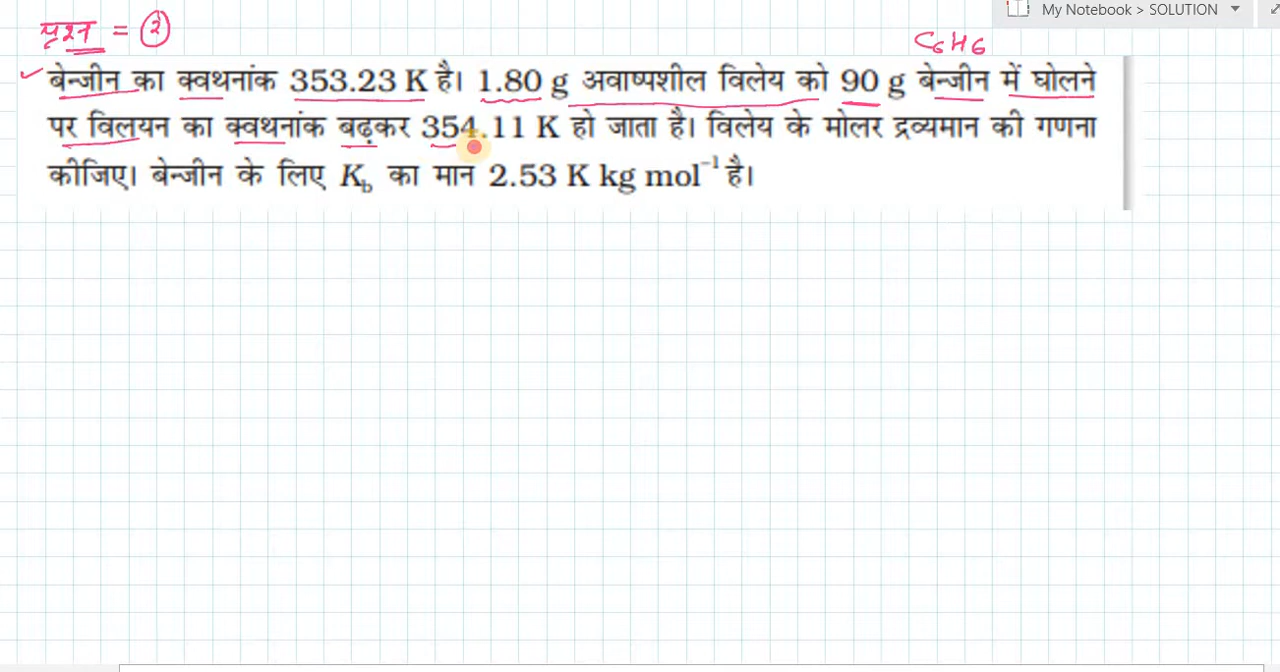 My Notebook > SOLUTION
प्रश्न = ②
C₆H₆
बेन्जीन का क्वथनांक 353.23 K है। 1.80 g अवाष्पशील विलेय को 90 g बेन्जीन में घोलने
पर विलयन का क्वथनांक बढ़कर 354.11 K हो जाता है। विलेय के मोलर द्रव्यमान की गणना
कीजिए। बेन्जीन के लिए K_b का मान 2.53 K kg mol⁻¹ है।